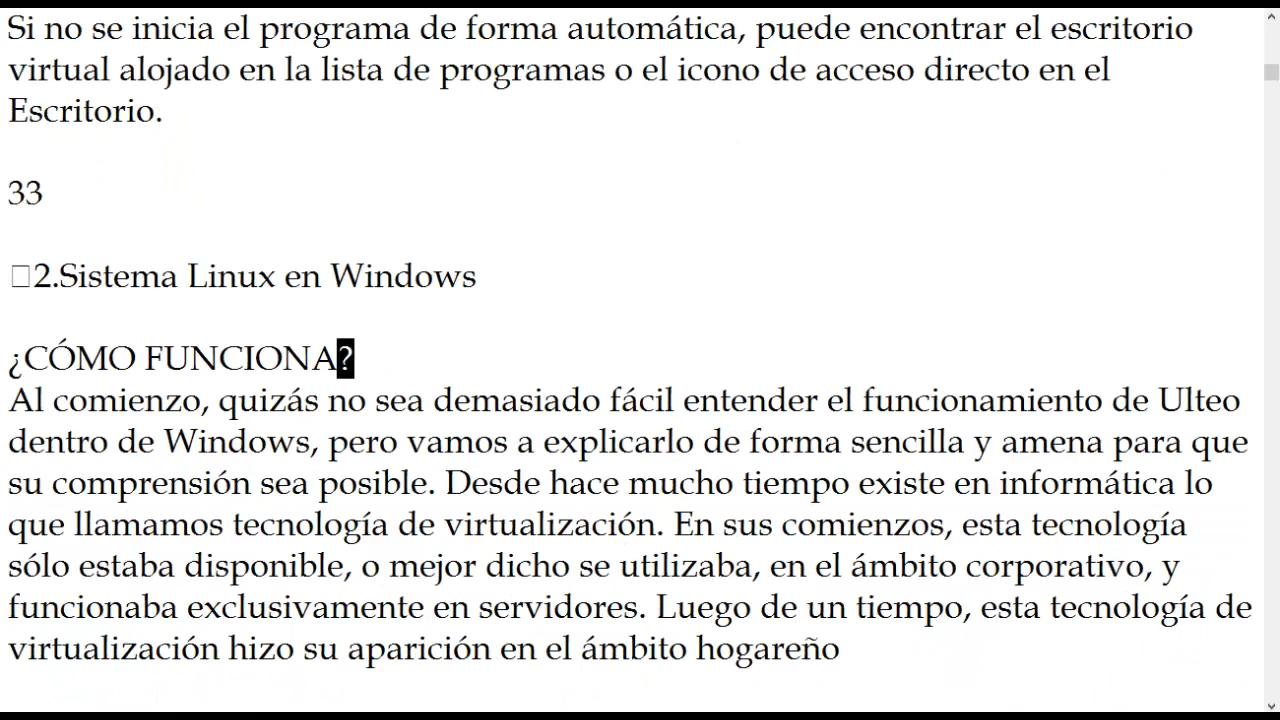 Si no se inicia el programa de forma automática, puede encontrar el escritorio
virtual alojado en la lista de programas o el icono de acceso directo en el
Escritorio.
33
□2.Sistema Linux en Windows
¿CÓMO FUNCIONA?
Al comienzo, quizás no sea demasiado fácil entender el funcionamiento de Ulteo
dentro de Windows, pero vamos a explicarlo de forma sencilla y amena para que
su comprensión sea posible. Desde hace mucho tiempo existe en informática lo
que llamamos tecnología de virtualización. En sus comienzos, esta tecnología
sólo estaba disponible, o mejor dicho se utilizaba, en el ámbito corporativo, y
funcionaba exclusivamente en servidores. Luego de un tiempo, esta tecnología de
virtualización hizo su aparición en el ámbito hogareño